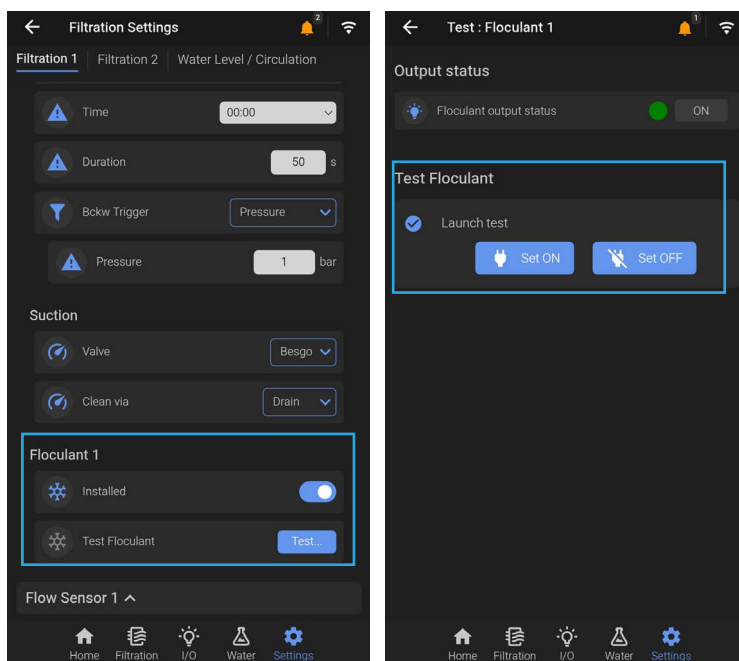 Filtration Settings
2
Filtration 1 Filtration 2 Water Level / Circulation
Time 00:00
Duration 50 s
Bckw Trigger Pressure
Pressure 1 bar
Suction
Valve Besgo
Clean via Drain
Floculant 1
Installed
Test Floculant Test...
Flow Sensor 1
Home Filtration I/O Water Settings
Test : Floculant 1
1
Output status
Floculant output status ON
Test Floculant
Launch test
Set ON Set OFF
Home Filtration I/O Water Settings